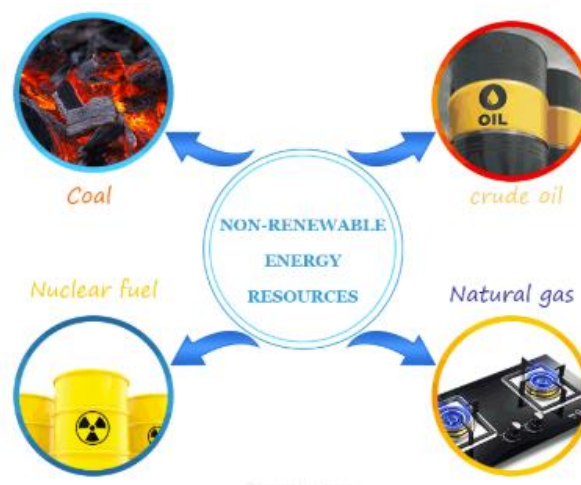 OIL
Coal
crude oil
NON-RENEWABLE
ENERGY
RESOURCES
Nuclear fuel
Natural gas